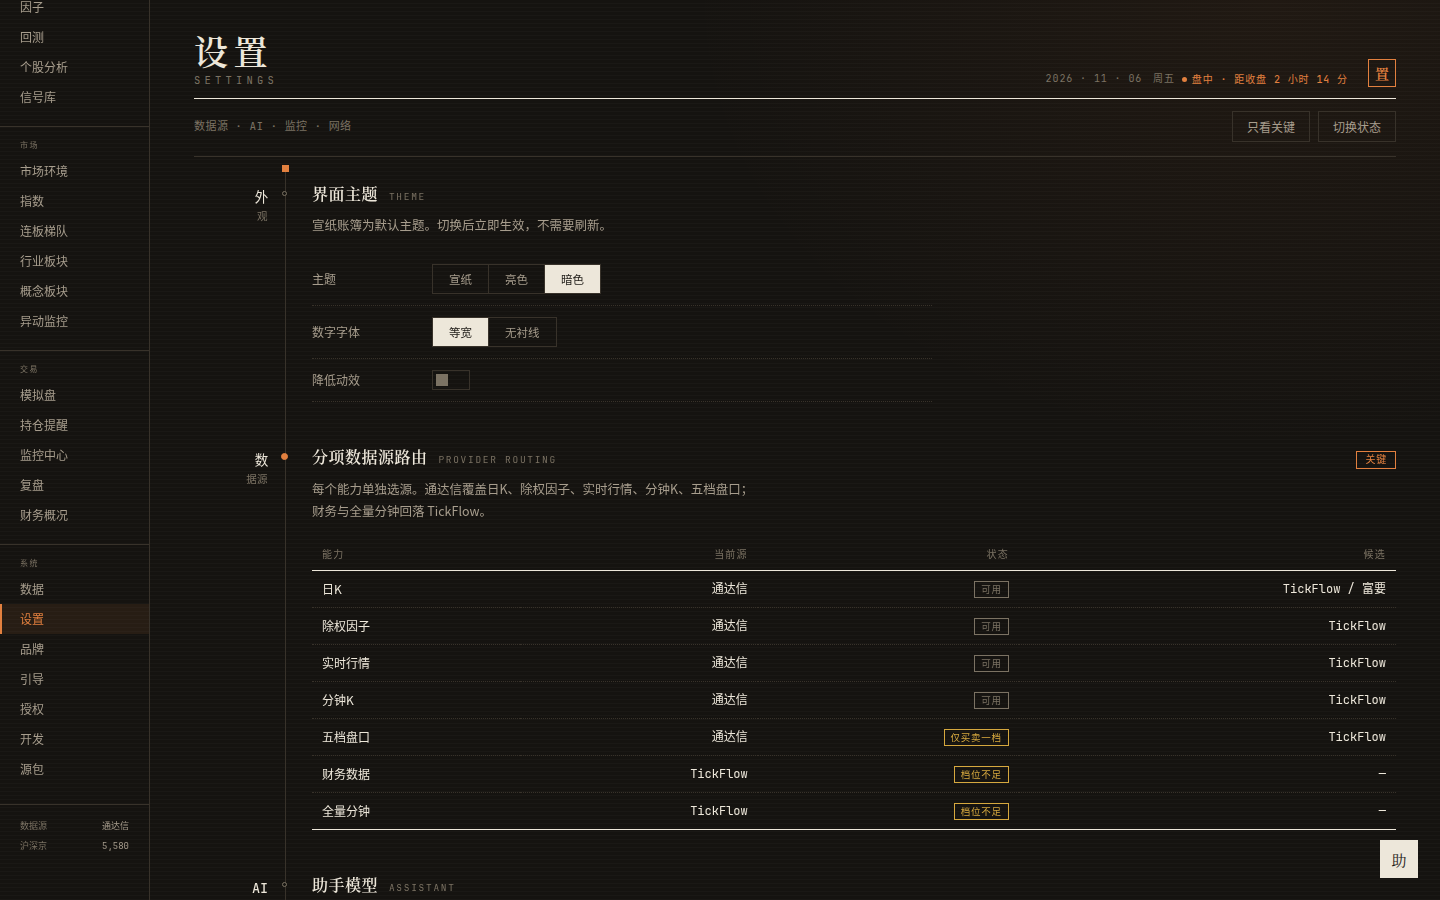 因子
回测
个股分析
信号库
市场
市场环境
指数
连板梯队
行业板块
概念板块
异动监控
交易
模拟盘
持仓提醒
监控中心
复盘
财务概况
系统
数据
设置
品牌
引导
授权
开发
源包
数据源 通达信
沪深京 5,580
设置
SETTINGS
2026 · 11 · 06 周五 盘中 · 距收盘 2 小时 14 分 置
数据源 · AI · 监控 · 网络 只看关键 切换状态
外观
界面主题 THEME
宣纸账簿为默认主题。切换后立即生效，不需要刷新。
主题 宣纸 亮色 暗色
数字字体 等宽 无衬线
降低动效
数据源
分项数据源路由 PROVIDER ROUTING 关键
每个能力单独选源。通达信覆盖日K、除权因子、实时行情、分钟K、五档盘口；
财务与全量分钟回落 TickFlow。
能力 当前源 状态 候选
日K 通达信 可用 TickFlow / 富要
除权因子 通达信 可用 TickFlow
实时行情 通达信 可用 TickFlow
分钟K 通达信 可用 TickFlow
五档盘口 通达信 仅买卖一档 TickFlow
财务数据 TickFlow 档位不足 —
全量分钟 TickFlow 档位不足 —
助
AI 助手模型 ASSISTANT